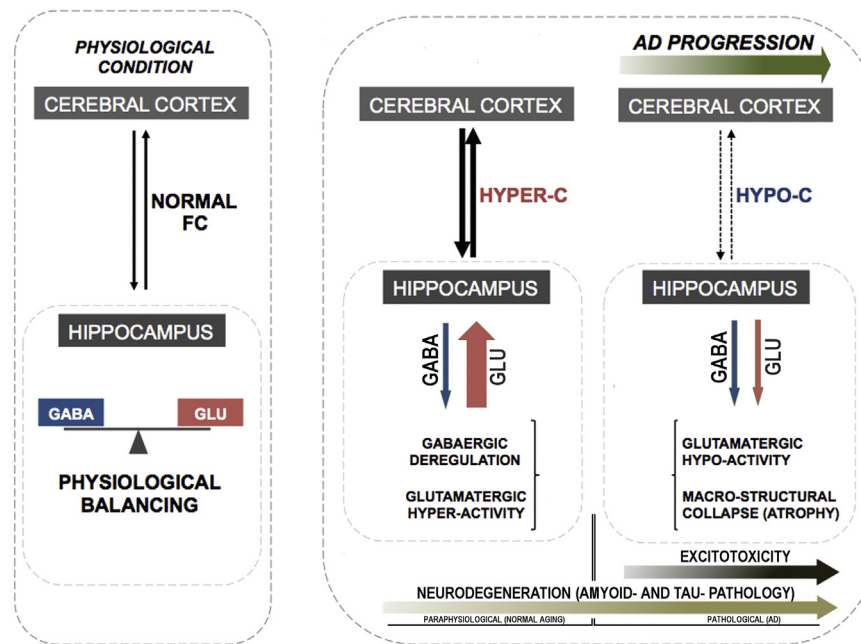 PHYSIOLOGICAL
CONDITION
CEREBRAL CORTEX
NORMAL
FC
HIPPOCAMPUS
GABA
GLU
PHYSIOLOGICAL
BALANCING
AD PROGRESSION
CEREBRAL CORTEX
HYPER-C
HIPPOCAMPUS
GABA
GLU
GABAERGIC
DEREGULATION
GLUTAMATERGIC
HYPER-ACTIVITY
CEREBRAL CORTEX
HYPO-C
HIPPOCAMPUS
GABA
GLU
GLUTAMATERGIC
HYPO-ACTIVITY
MACRO-STRUCTURAL
COLLAPSE (ATROPHY)
EXCITOTOXICITY
NEURODEGENERATION (AMYOID- AND TAU- PATHOLOGY)
PARAPHYSIOLOGICAL (NORMAL AGING)
PATHOLOGICAL (AD)